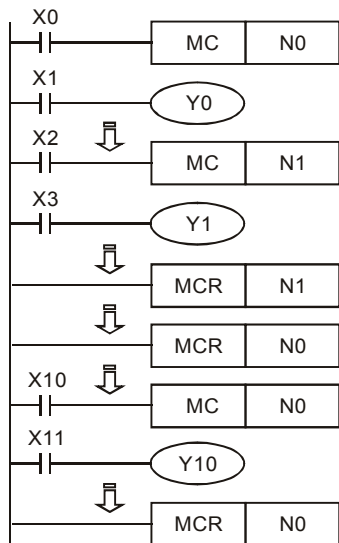 X0
MC N0
X1
Y0
X2
MC N1
X3
Y1
MCR N1
MCR N0
X10
MC N0
X11
Y10
MCR N0